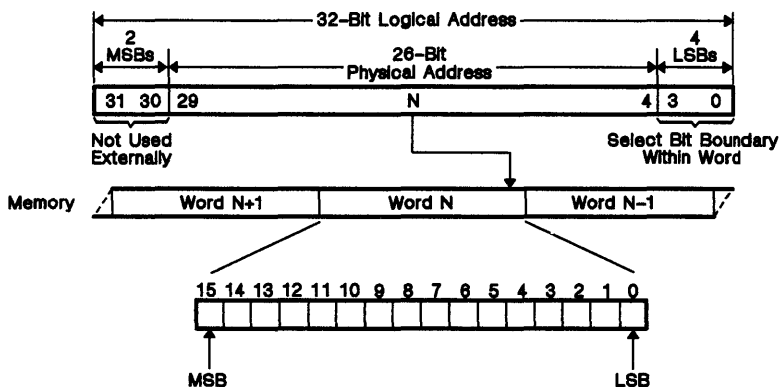 32-Bit Logical Address
2
MSBs
26-Bit
Physical Address
4
LSBs
31 30 29 N 4 3 0
Not Used
Externally
Select Bit Boundary
Within Word
Memory Word N+1 Word N Word N-1
15 14 13 12 11 10 9 8 7 6 5 4 3 2 1 0
MSB LSB